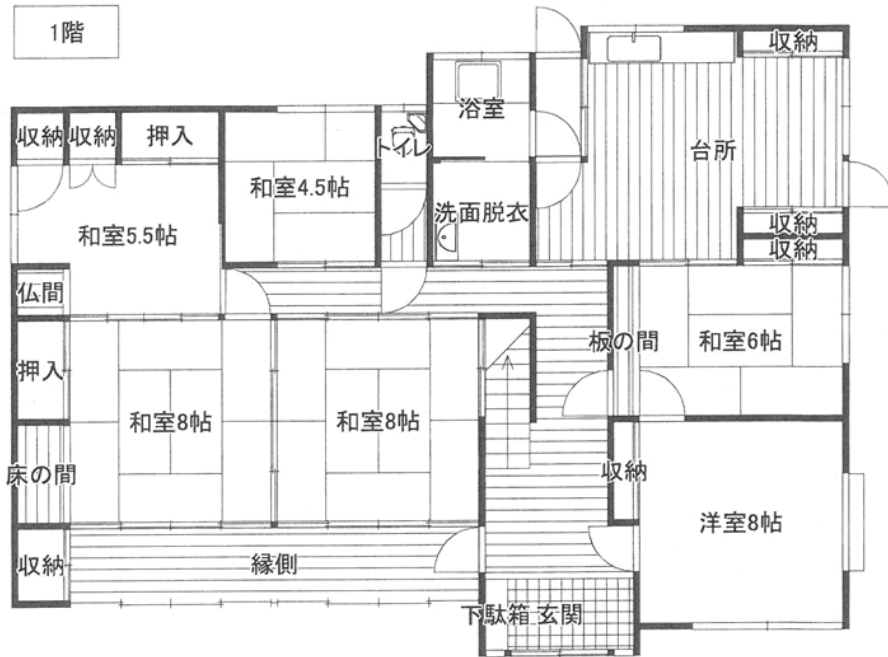 1階
収納
浴室
台所
収納
収納
押入
トイレ
和室4.5帖
洗面脱衣
和室5.5帖
収納
収納
仏間
板の間
和室6帖
押入
和室8帖
和室8帖
床の間
収納
洋室8帖
収納
縁側
下駄箱
玄関